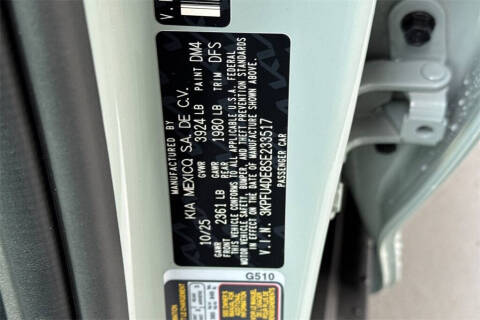 MANUFACTURED BY
KIA MEXICO, S.A. DE C.V.
10/25 GVWR 3924 LB PAINT DM4
GAWR FRONT 2361 LB GAWR REAR 1980 LB TRIM DFS
THIS VEHICLE CONFORMS TO ALL APPLICABLE U.S.A. FEDERAL
MOTOR VEHICLE SAFETY, BUMPER, AND THEFT PREVENTION STANDARDS
IN EFFECT ON THE DATE OF MANUFACTURE SHOWN ABOVE.
V.I.N. 3KPFU4DE8SE233517
PASSENGER CAR
G510